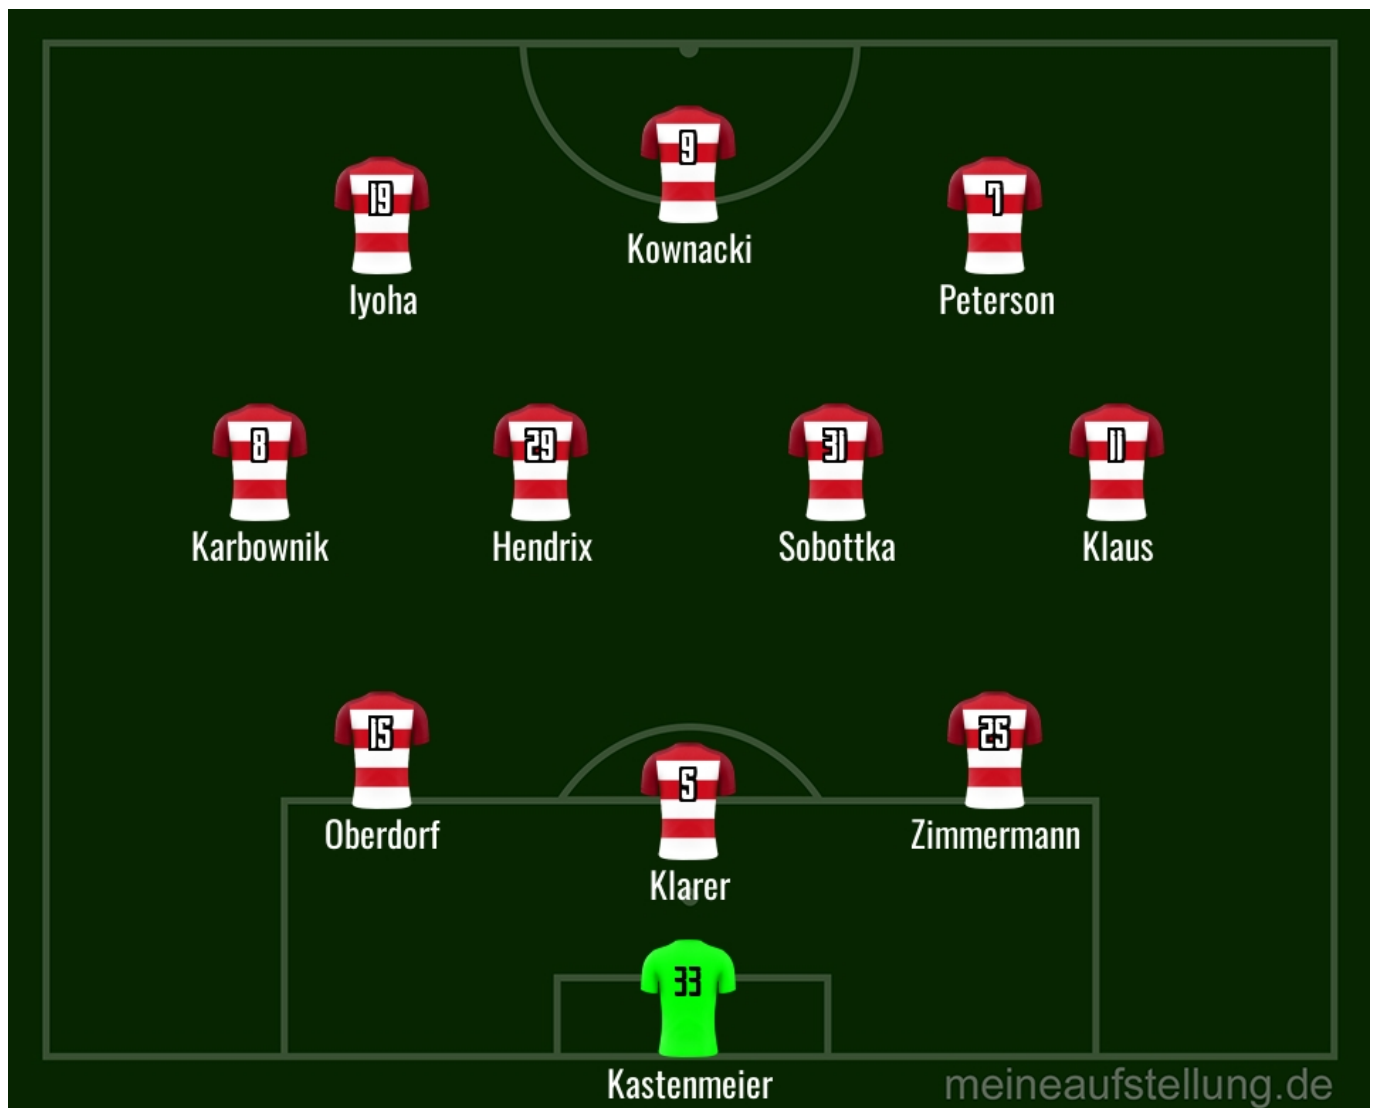 9
Kownacki
19
Iyoha
7
Peterson
8
Karbownik
29
Hendrix
31
Sobottka
11
Klaus
15
Oberdorf
25
Zimmermann
5
Klarer
33
Kastenmeier
meineaufstellung.de